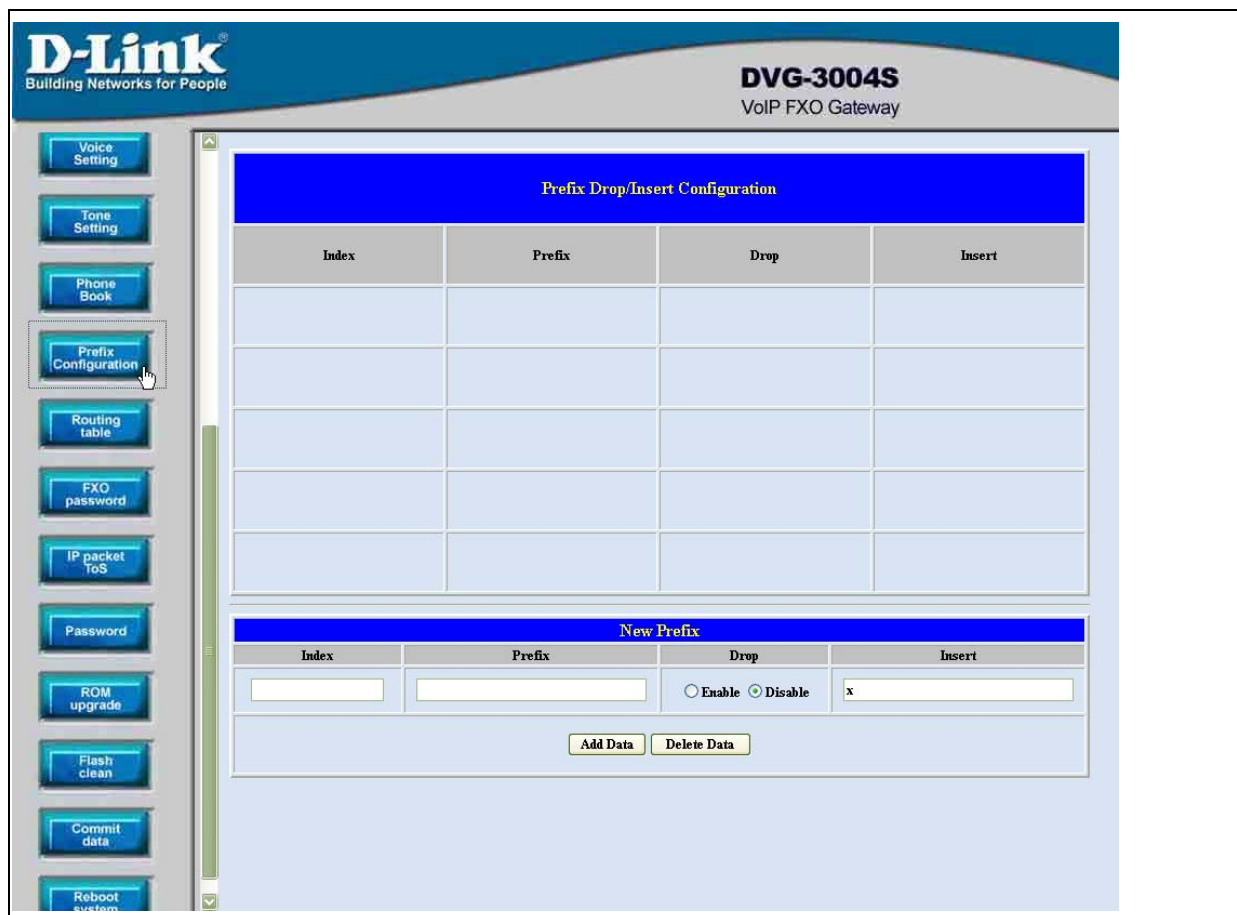 D-Link®
Building Networks for People
DVG-3004S
VoIP FXO Gateway
Voice
Setting
Tone
Setting
Phone
Book
Prefix
Configuration
Routing
table
FXO
password
IP packet
ToS
Password
ROM
upgrade
Flash
clean
Commit
data
Reboot
system
Prefix Drop/Insert Configuration
Index Prefix Drop Insert
New Prefix
Index Prefix Drop Insert
Enable Disable x
Add Data Delete Data